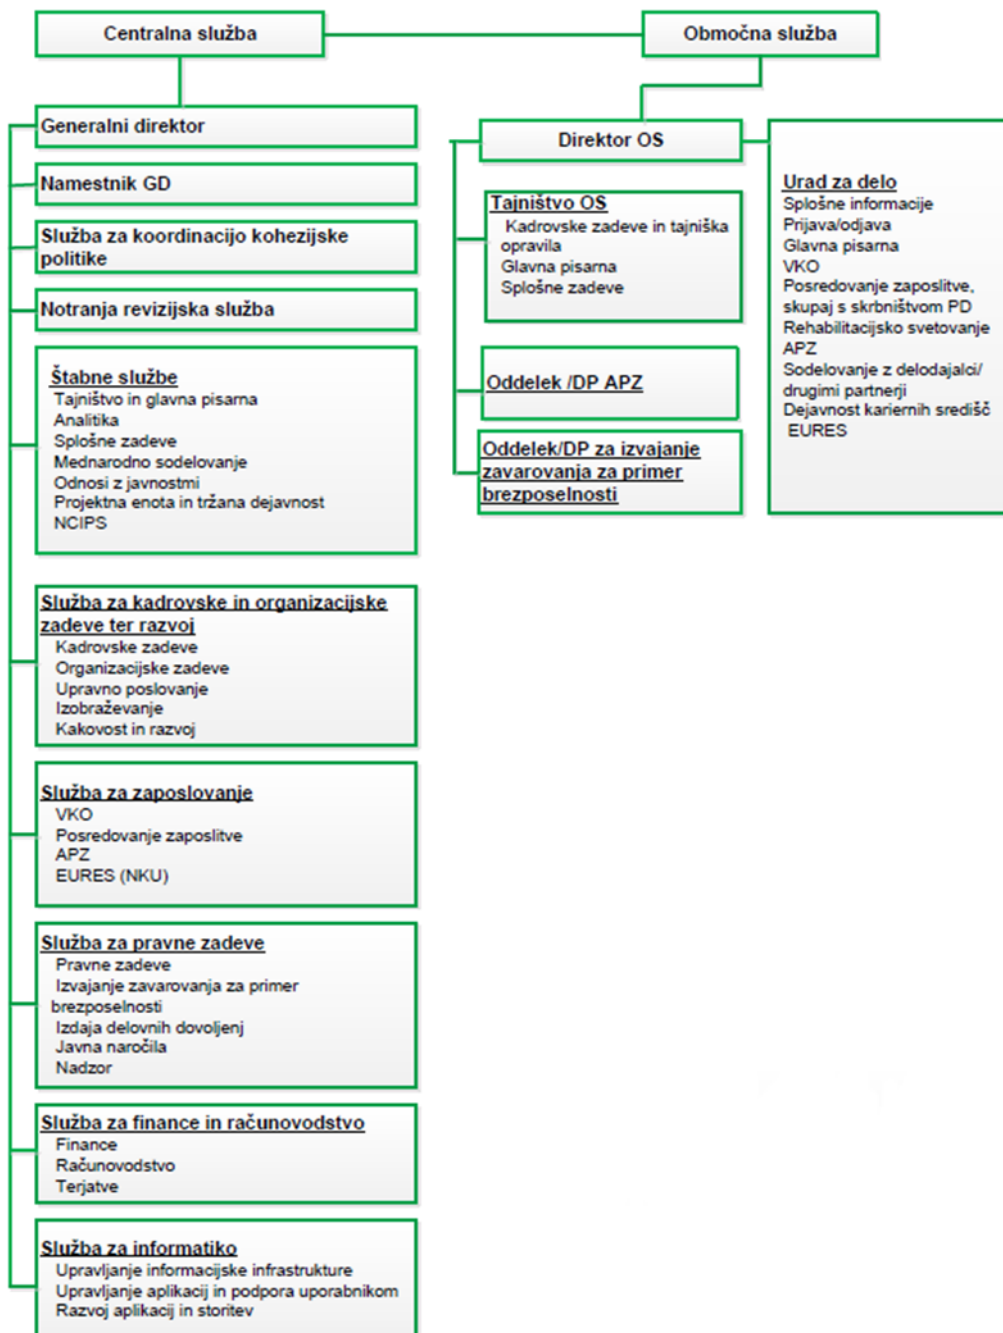 Centralna služba
Območna služba
Generalni direktor
Namestnik GD
Služba za koordinacijo kohezijske
politike
Notranja revizijska služba
Štabne službe
Tajništvo in glavna pisarna
Analitika
Splošne zadeve
Mednarodno sodelovanje
Odnosi z javnostmi
Projektna enota in tržana dejavnost
NCIPS
Služba za kadrovske in organizacijske
zadeve ter razvoj
Kadrovske zadeve
Organizacijske zadeve
Upravno poslovanje
Izobraževanje
Kakovost in razvoj
Služba za zaposlovanje
VKO
Posredovanje zaposlitve
APZ
EURES (NKU)
Služba za pravne zadeve
Pravne zadeve
Izvajanje zavarovanja za primer
brezposelnosti
Izdaja delovnih dovoljenj
Javna naročila
Nadzor
Služba za finance in računovodstvo
Finance
Računovodstvo
Terjatve
Služba za informatiko
Upravljanje informacijske infrastrukture
Upravljanje aplikacij in podpora uporabnikom
Razvoj aplikacij in storitev
Direktor OS
Tajništvo OS
Kadrovske zadeve in tajniška
opravila
Glavna pisarna
Splošne zadeve
Oddelek /DP APZ
Oddelek/DP za izvajanje
zavarovanja za primer
brezposelnosti
Urad za delo
Splošne informacije
Prijava/odjava
Glavna pisarna
VKO
Posredovanje zaposlitve,
skupaj s skrbništvom PD
Rehabilitacijsko svetovanje
APZ
Sodelovanje z delodajalci/
drugimi partnerji
Dejavnost kariernih središč
EURES